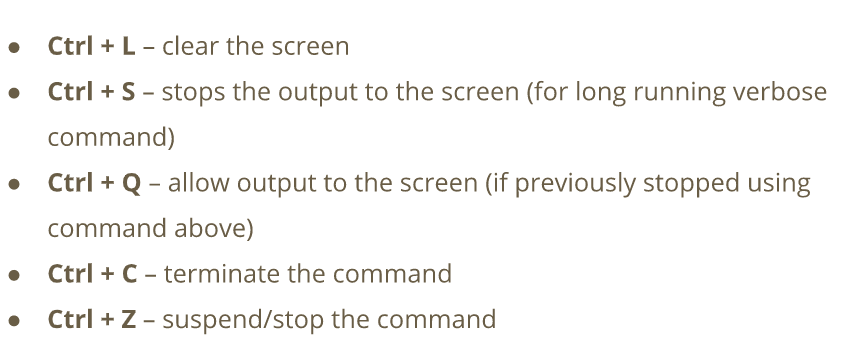 ● Ctrl + L – clear the screen
● Ctrl + S – stops the output to the screen (for long running verbose
command)
● Ctrl + Q – allow output to the screen (if previously stopped using
command above)
● Ctrl + C – terminate the command
● Ctrl + Z – suspend/stop the command